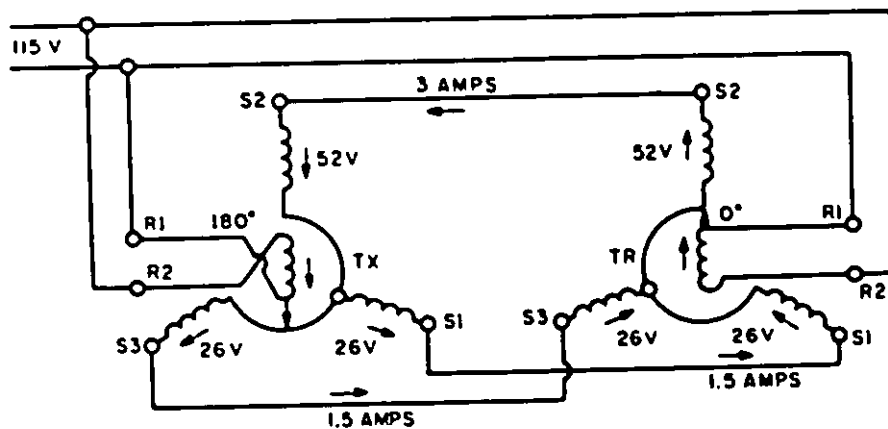 115 V
3 AMPS
S2
S2
52V
52V
R1
180°
0°
R1
R2
TX
TR
R2
S3
26V
26V
S1
S3
26V
26V
S1
1.5 AMPS
1.5 AMPS